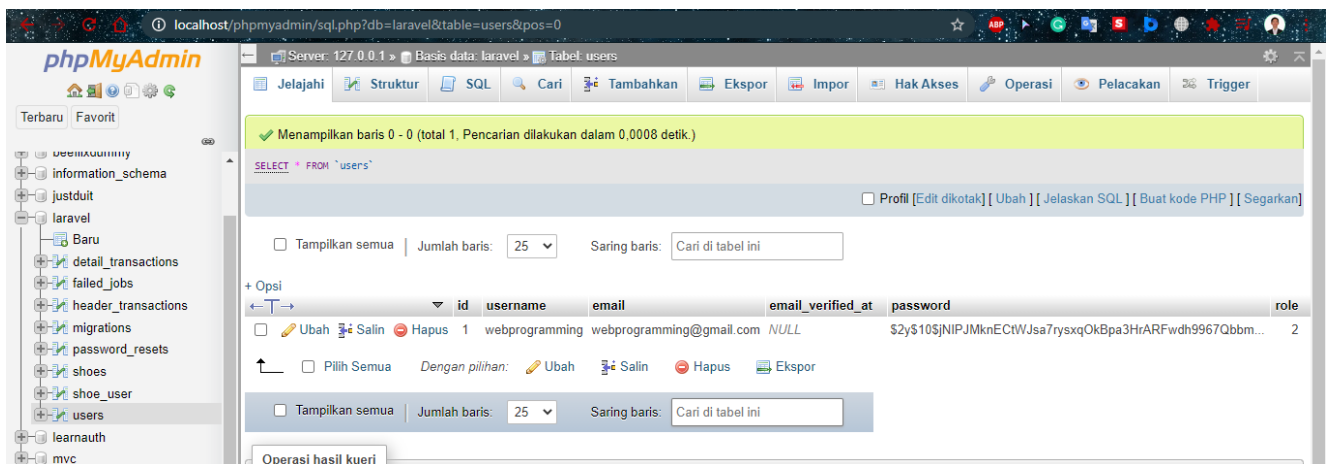 localhost/phpmyadmin/sql.php?db=laravel&table=users&pos=0
phpMyAdmin
Terbaru Favorit
beeflixdummy
information_schema
justduit
laravel
Baru
detail_transactions
failed_jobs
header_transactions
migrations
password_resets
shoes
shoe_user
users
learnauth
mvc
Server: 127.0.0.1 » Basis data: laravel » Tabel: users
Jelajahi Struktur SQL Cari Tambahkan Ekspor Impor Hak Akses Operasi Pelacakan Trigger
Menampilkan baris 0 - 0 (total 1, Pencarian dilakukan dalam 0,0008 detik.)
SELECT * FROM `users`
Profil [Edit dikotak] [ Ubah ] [ Jelaskan SQL ] [ Buat kode PHP ] [ Segarkan]
Tampilkan semua | Jumlah baris: 25 Saring baris: Cari di tabel ini
+ Opsi
←T→ id username email email_verified_at password role
Ubah Salin Hapus 1 webprogramming webprogramming@gmail.com NULL $2y$10$jNIPJMknECtWJsa7rysxqOkBpa3HrARFwdh9967Qbbm... 2
Pilih Semua Dengan pilihan: Ubah Salin Hapus Ekspor
Tampilkan semua | Jumlah baris: 25 Saring baris: Cari di tabel ini
Operasi hasil kueri